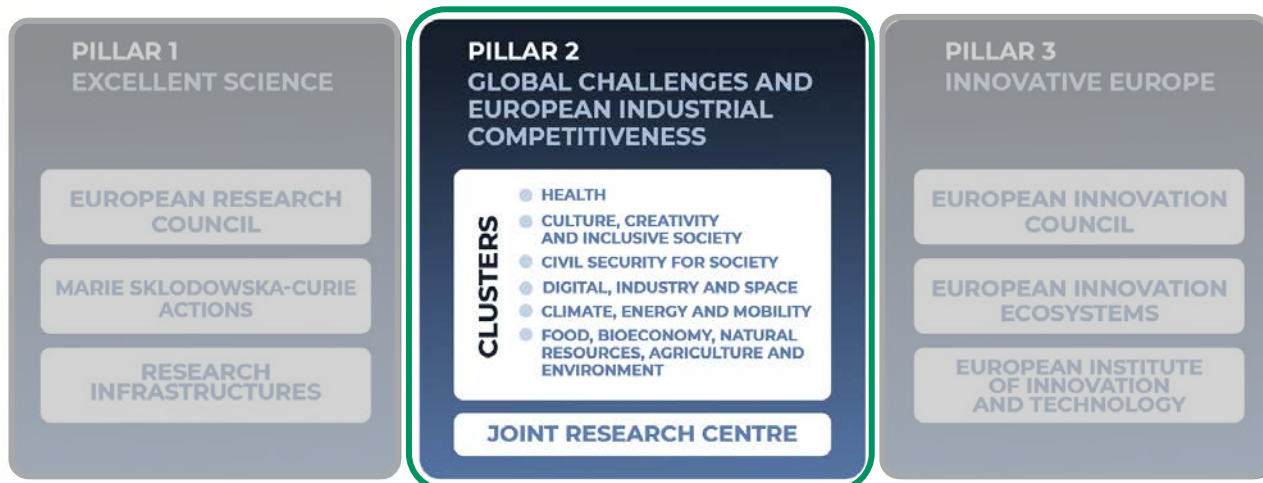 PILLAR 1
EXCELLENT SCIENCE
EUROPEAN RESEARCH
COUNCIL
MARIE SKLODOWSKA-CURIE
ACTIONS
RESEARCH
INFRASTRUCTURES
PILLAR 2
GLOBAL CHALLENGES AND
EUROPEAN INDUSTRIAL
COMPETITIVENESS
CLUSTERS
HEALTH
CULTURE, CREATIVITY
AND INCLUSIVE SOCIETY
CIVIL SECURITY FOR SOCIETY
DIGITAL, INDUSTRY AND SPACE
CLIMATE, ENERGY AND MOBILITY
FOOD, BIOECONOMY, NATURAL
RESOURCES, AGRICULTURE AND
ENVIRONMENT
JOINT RESEARCH CENTRE
PILLAR 3
INNOVATIVE EUROPE
EUROPEAN INNOVATION
COUNCIL
EUROPEAN INNOVATION
ECOSYSTEMS
EUROPEAN INSTITUTE
OF INNOVATION
AND TECHNOLOGY